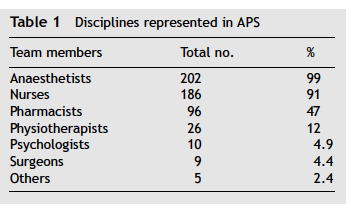 Table 1 Disciplines represented in APS
Team members Total no. %
Anaesthetists 202 99
Nurses 186 91
Pharmacists 96 47
Physiotherapists 26 12
Psychologists 10 4.9
Surgeons 9 4.4
Others 5 2.4